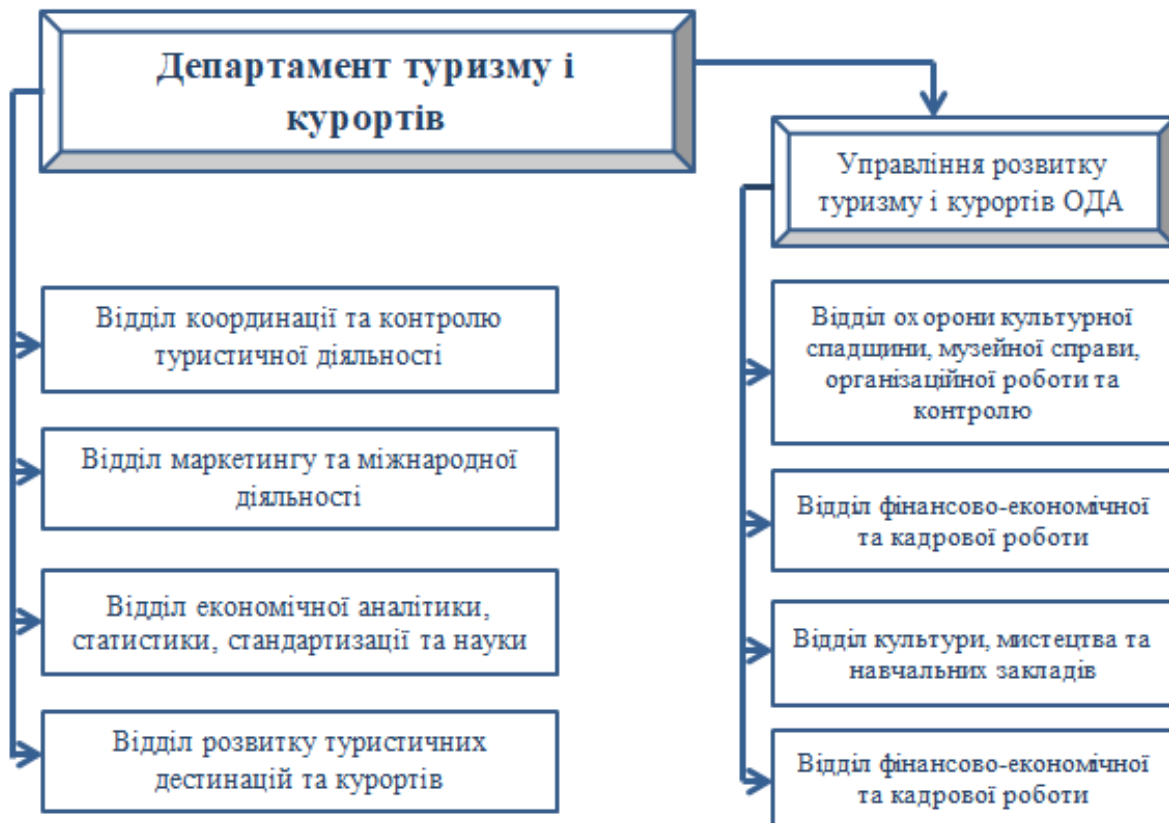 Департамент туризму і
курортів
Управління розвитку
туризму і курортів ОДА
Відділ координації та контролю
туристичної діяльності
Відділ маркетингу та міжнародної
діяльності
Відділ економічної аналітики,
статистики, стандартизації та науки
Відділ розвитку туристичних
дестинацій та курортів
Відділ охорони культурної
спадщини, музейної справи,
організаційної роботи та
контролю
Відділ фінансово-економічної
та кадрової роботи
Відділ культури, мистецтва та
навчальних закладів
Відділ фінансово-економічної
та кадрової роботи